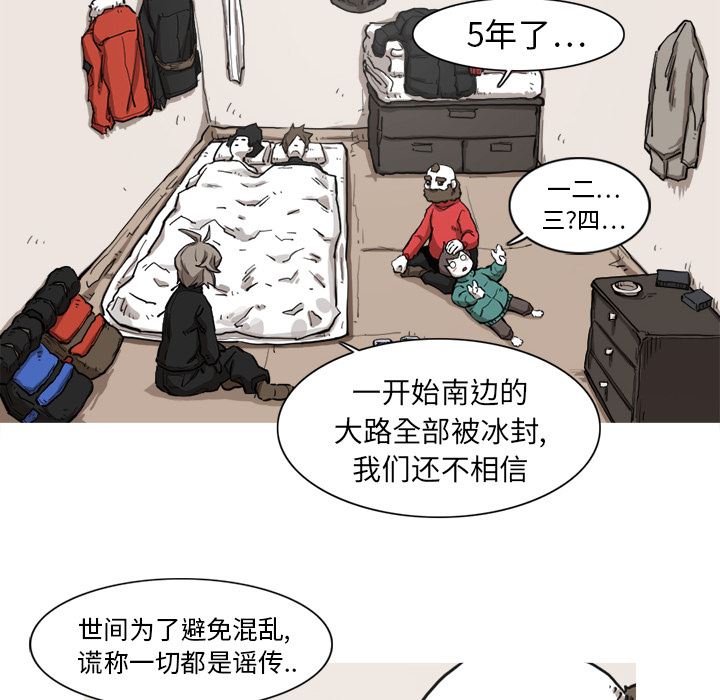 5年了...
一二...
三?四...
一开始南边的
大路全部被冰封,
我们还不相信
世间为了避免混乱,
谎称一切都是谣传..